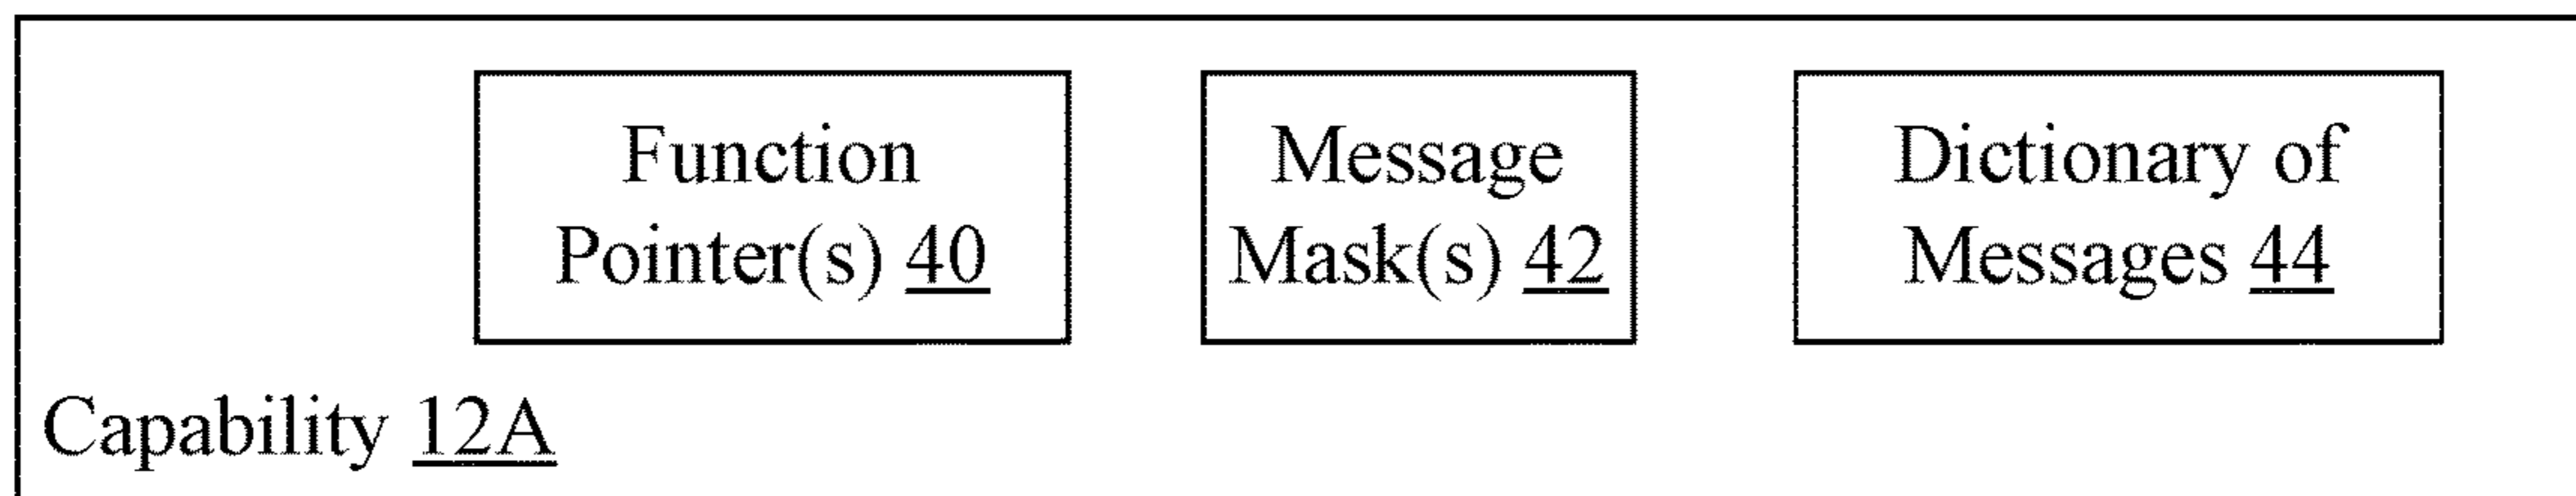 Function
Pointer(s) 40
Message
Mask(s) 42
Dictionary of
Messages 44
Capability 12A